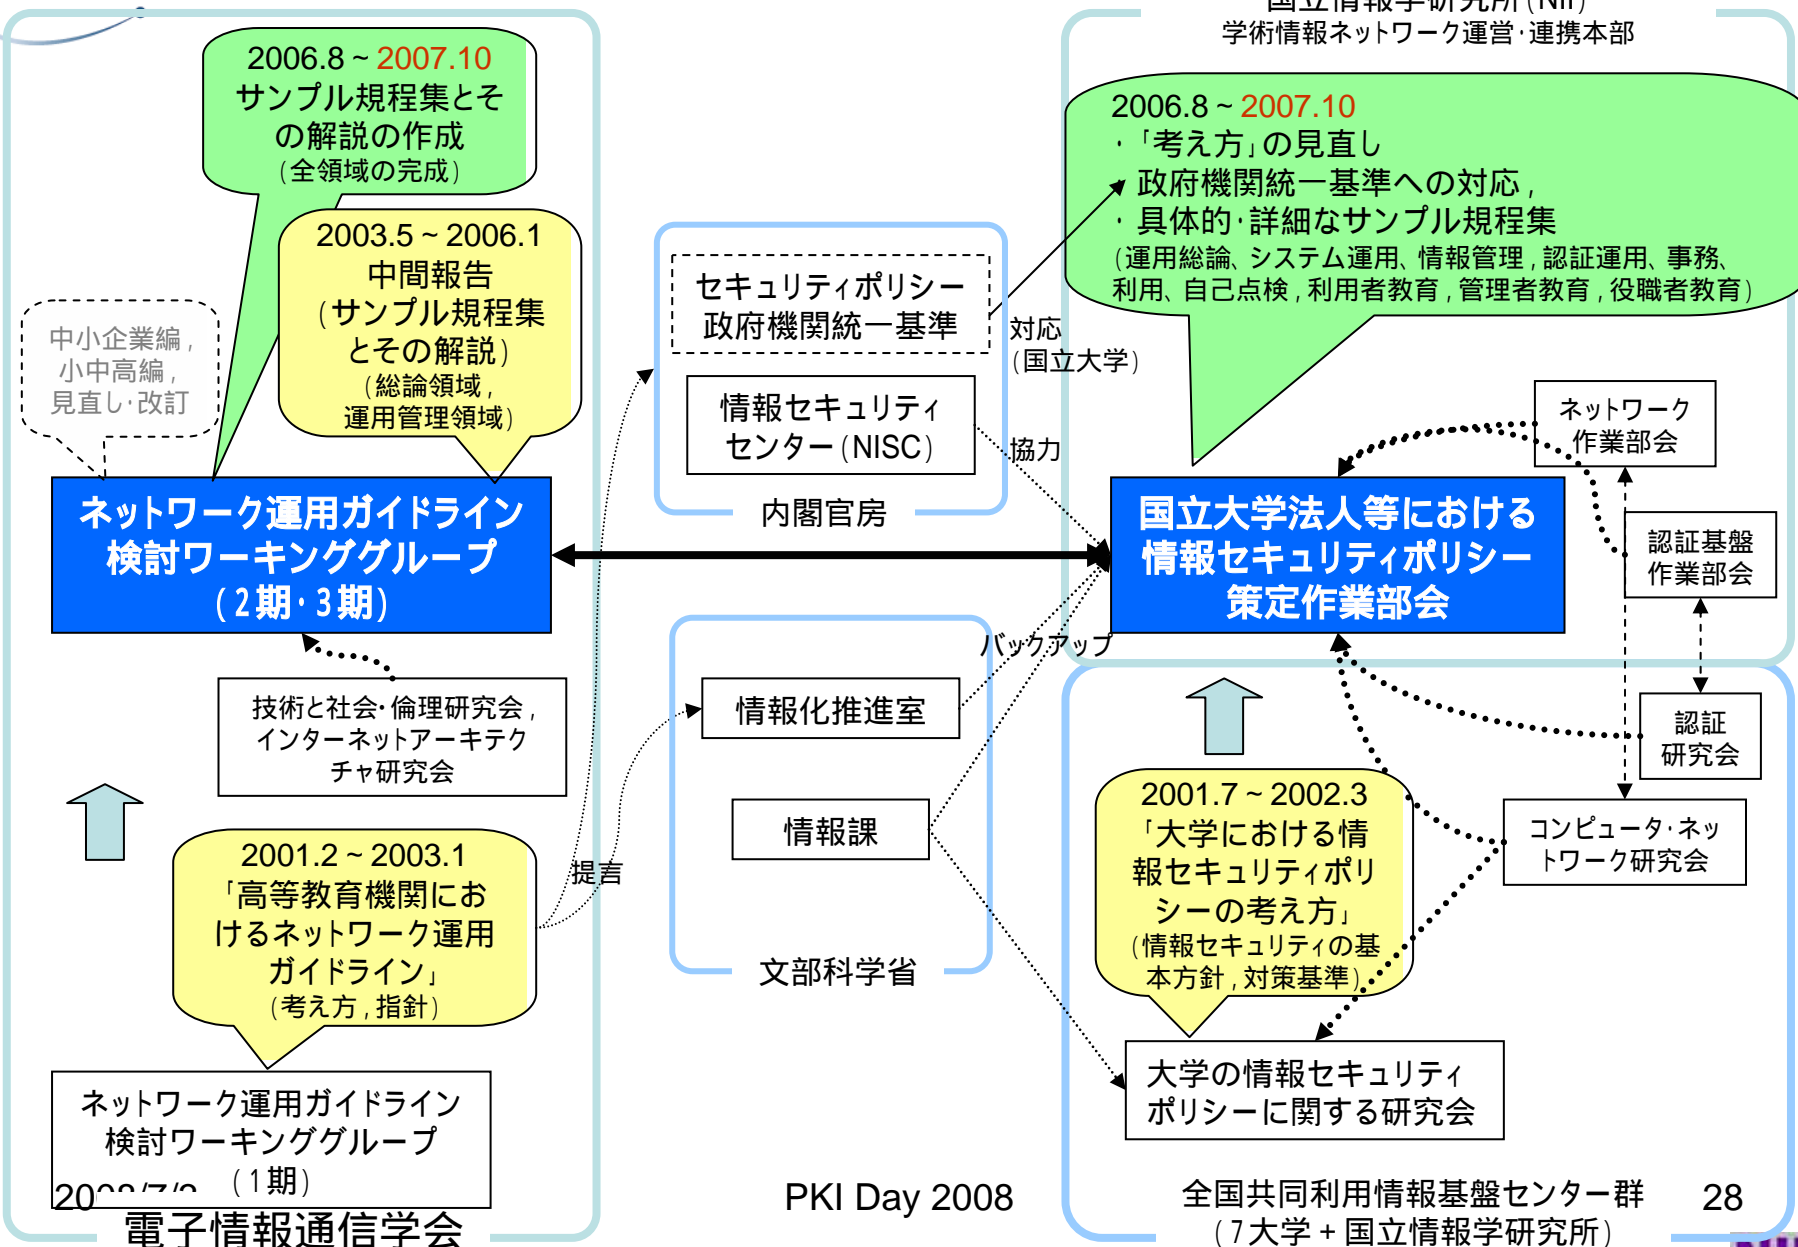 国立情報学研究所(NII)
学術情報ネットワーク運営・連携本部
2006.8～2007.10
サンプル規程集とそ
の解説の作成
(全領域の完成)
2003.5～2006.1
中間報告
(サンプル規程集
とその解説)
(総論領域,
運用管理領域)
中小企業編,
小中高編,
見直し・改訂
ネットワーク運用ガイドライン
検討ワーキンググループ
(2期・3期)
技術と社会・倫理研究会,
インターネットアーキテク
チャ研究会
2001.2～2003.1
「高等教育機関にお
けるネットワーク運用
ガイドライン」
(考え方,指針)
ネットワーク運用ガイドライン
検討ワーキンググループ
(1期)
電子情報通信学会
セキュリティポリシー
政府機関統一基準
情報セキュリティ
センター(NISC)
内閣官房
対応
(国立大学)
協力
バックアップ
提言
情報化推進室
情報課
文部科学省
2006.8～2007.10
・「考え方」の見直し
政府機関統一基準への対応,
・具体的・詳細なサンプル規程集
(運用総論、システム運用、情報管理,認証運用、事務、
利用、自己点検,利用者教育,管理者教育,役職者教育)
国立大学法人等における
情報セキュリティポリシー
策定作業部会
ネットワーク
作業部会
認証基盤
作業部会
認証
研究会
コンピュータ・ネッ
トワーク研究会
2001.7～2002.3
「大学における情
報セキュリティポリ
シーの考え方」
(情報セキュリティの基
本方針,対策基準)
大学の情報セキュリティ
ポリシーに関する研究会
全国共同利用情報基盤センター群
(7大学+国立情報学研究所)
PKI Day 2008
28